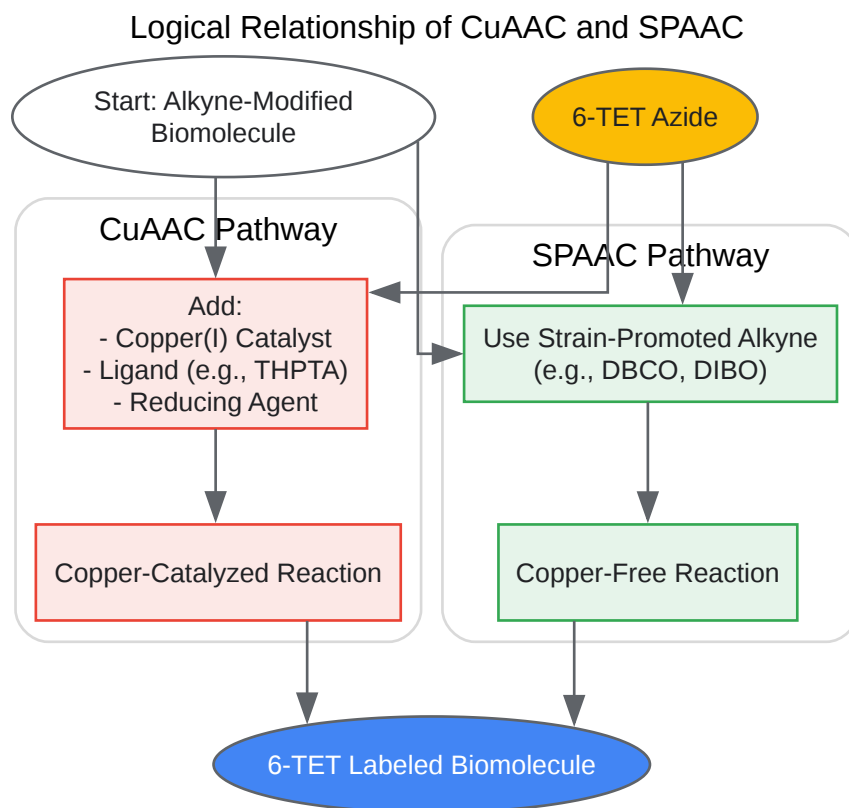 Logical Relationship of CuAAC and SPAAC
Start: Alkyne-Modified
Biomolecule
6-TET Azide
CuAAC Pathway
SPAAC Pathway
Add:
- Copper(I) Catalyst
- Ligand (e.g., THPTA)
- Reducing Agent
Use Strain-Promoted Alkyne
(e.g., DBCO, DIBO)
Copper-Catalyzed Reaction
Copper-Free Reaction
6-TET Labeled Biomolecule